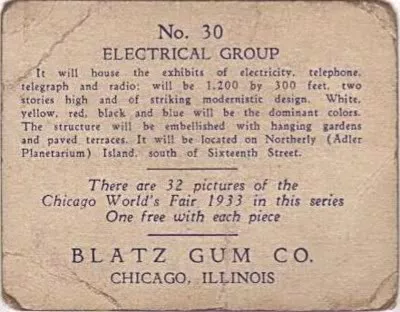 No. 30
ELECTRICAL GROUP
It will house the exhibits of electricity, telephone,
telegraph and radio; will be 1,200 by 300 feet, two
stories high and of striking modernistic design. White,
yellow, red, black and blue will be the dominant colors.
The structure will be embellished with hanging gardens
and paved terraces. It will be located on Northerly (Adler
Planetarium) Island, south of Sixteenth Street.
There are 32 pictures of the
Chicago World's Fair 1933 in this series
One free with each piece
BLATZ GUM CO.
CHICAGO, ILLINOIS